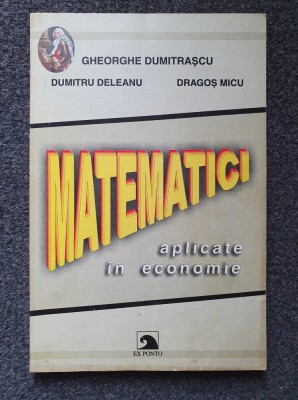 GHEORGHE DUMITRAȘCU
DUMITRU DELEANU DRAGOȘ MICU
MATEMATICI
aplicate
în economie
EX PONTO